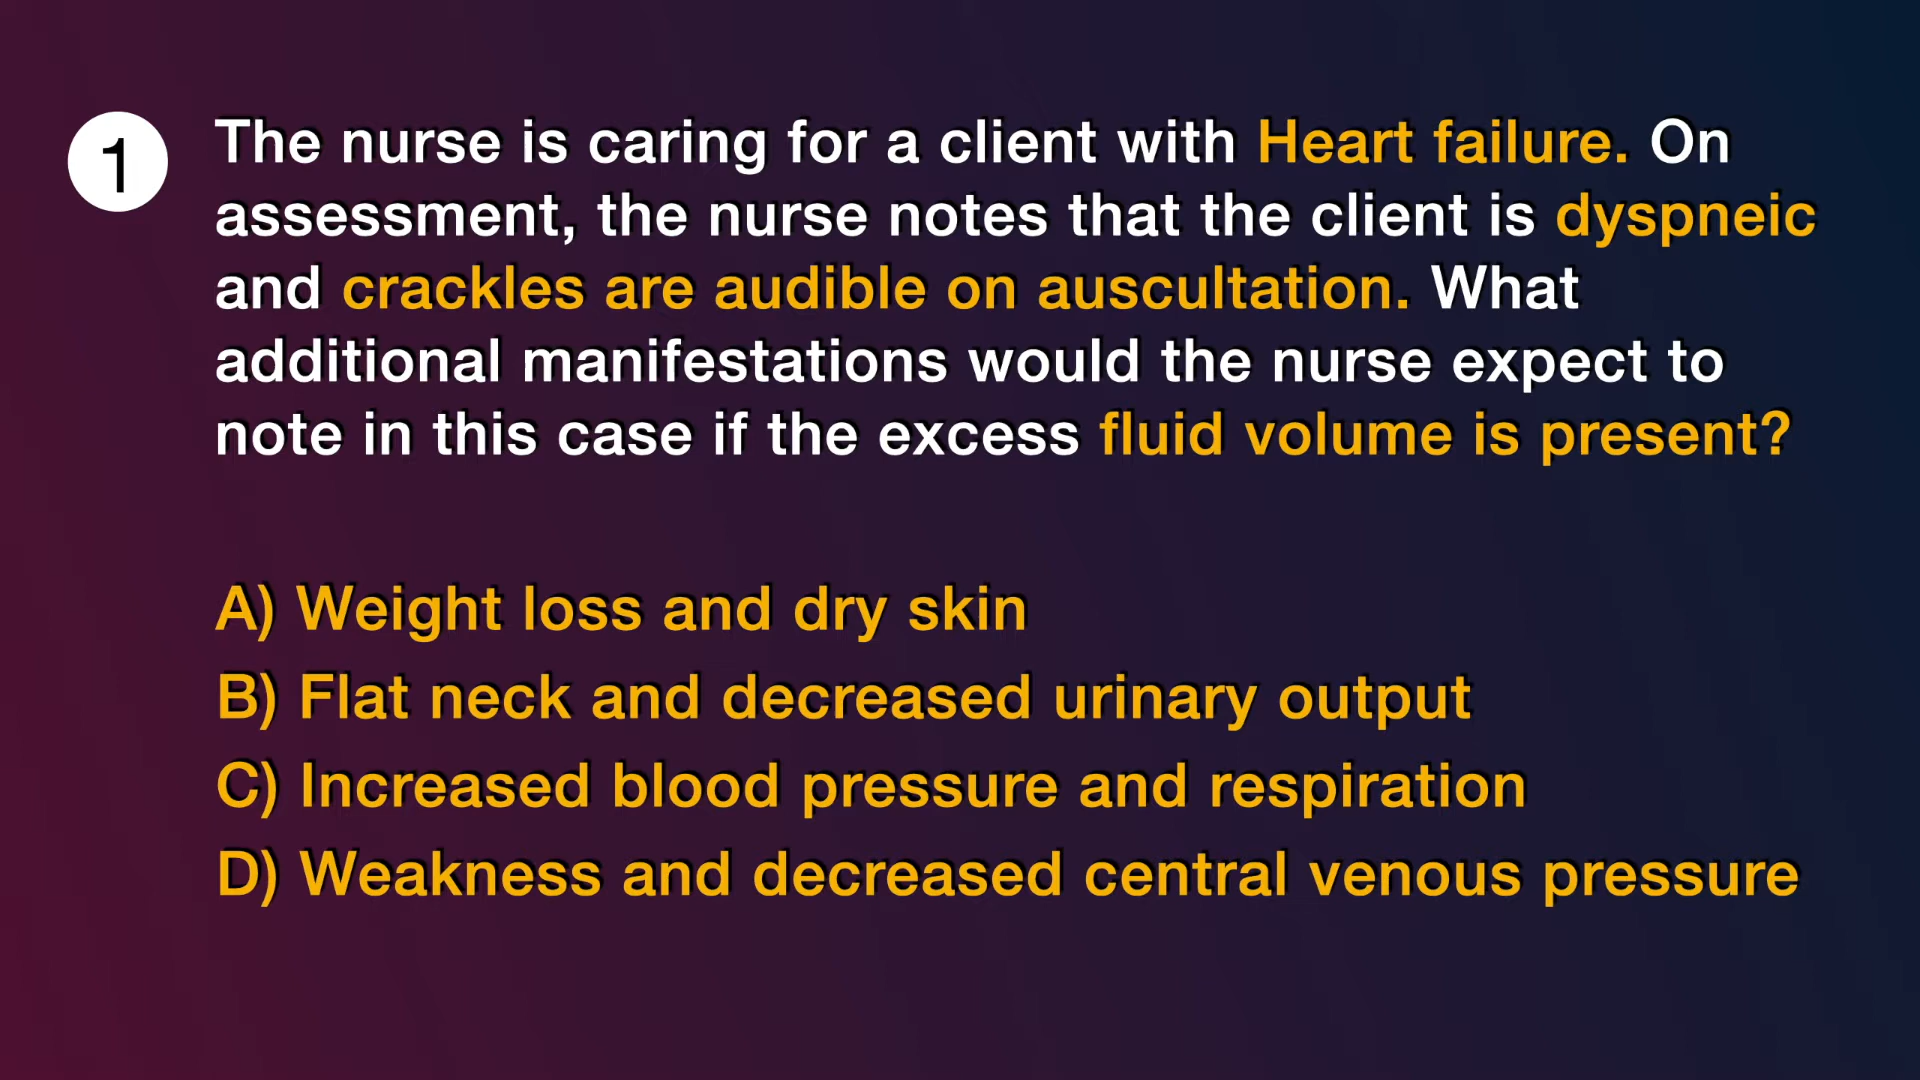 1
The nurse is caring for a client with Heart failure. On
assessment, the nurse notes that the client is dyspneic
and crackles are audible on auscultation. What
additional manifestations would the nurse expect to
note in this case if the excess fluid volume is present?
A) Weight loss and dry skin
B) Flat neck and decreased urinary output
C) Increased blood pressure and respiration
D) Weakness and decreased central venous pressure